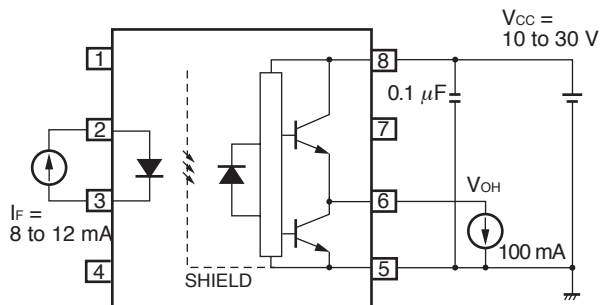 1
2
3
4
8
7
6
5
IF =
8 to 12 mA
SHIELD
0.1 µF
VCC =
10 to 30 V
VOH
100 mA